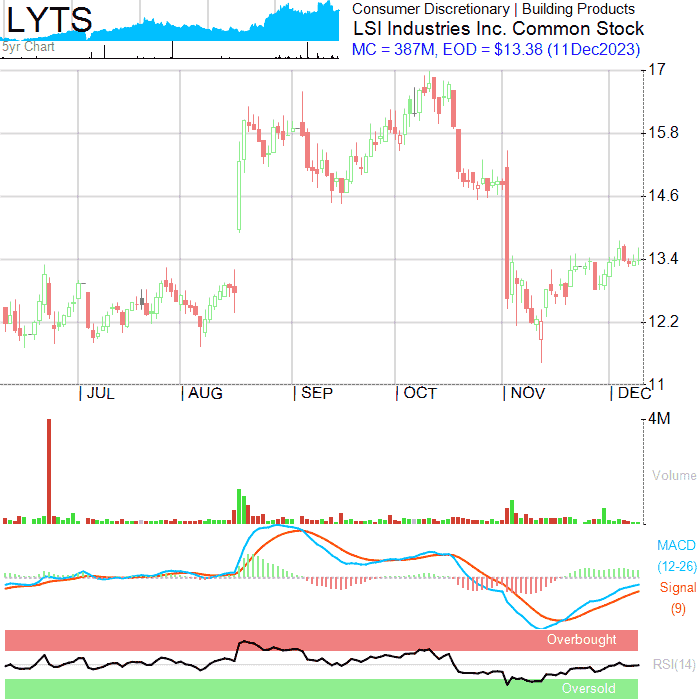 LYTS
5yr Chart
Consumer Discretionary | Building Products
LSI Industries Inc. Common Stock
MC = 387M, EOD = $13.38 (11Dec2023)
17
15.8
14.6
13.4
12.2
11
JUL
AUG
SEP
OCT
NOV
DEC
4M
Volume
MACD
(12-26)
Signal
(9)
Overbought
RSI(14)
Oversold